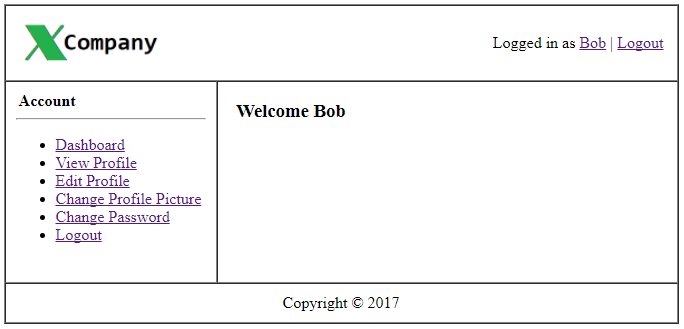 XCompany
Logged in as Bob | Logout
Account
Dashboard
View Profile
Edit Profile
Change Profile Picture
Change Password
Logout
Welcome Bob
Copyright © 2017